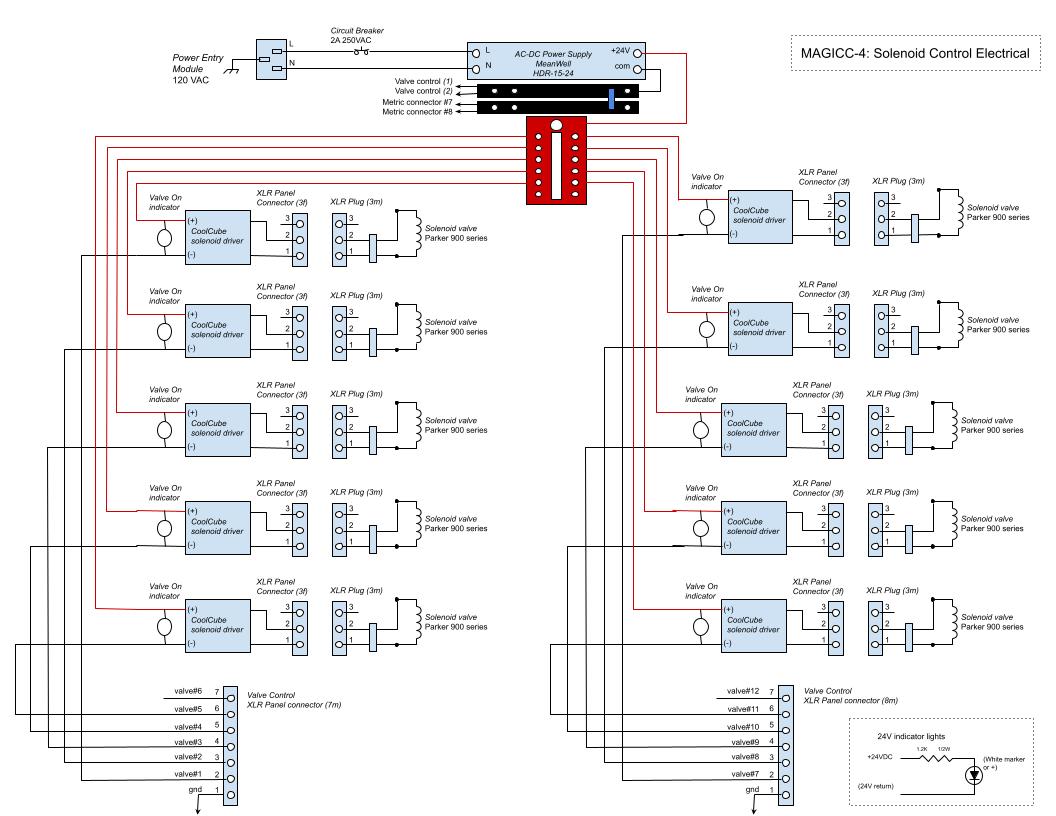 MAGICC-4: Solenoid Control Electrical
Circuit Breaker
2A 250VAC
Power Entry
Module
120 VAC
L
N
L
N
AC-DC Power Supply
MeanWell
HDR-15-24
+24V
com
Valve control (1)
Valve control (2)
Metric connector #7
Metric connector #8
Valve On
indicator
(+)
(-)
CoolCube
solenoid driver
XLR Panel
Connector (3f)
3
2
1
XLR Plug (3m)
3
2
1
Solenoid valve
Parker 900 series
Valve On
indicator
(+)
(-)
CoolCube
solenoid driver
XLR Panel
Connector (3f)
3
2
1
XLR Plug (3m)
3
2
1
Solenoid valve
Parker 900 series
Valve On
indicator
(+)
(-)
CoolCube
solenoid driver
XLR Panel
Connector (3f)
3
2
1
XLR Plug (3m)
3
2
1
Solenoid valve
Parker 900 series
Valve On
indicator
(+)
(-)
CoolCube
solenoid driver
XLR Panel
Connector (3f)
3
2
1
XLR Plug (3m)
3
2
1
Solenoid valve
Parker 900 series
Valve On
indicator
(+)
(-)
CoolCube
solenoid driver
XLR Panel
Connector (3f)
3
2
1
XLR Plug (3m)
3
2
1
Solenoid valve
Parker 900 series
valve#6 7
valve#5 6
valve#4 5
valve#3 4
valve#2 3
valve#1 2
gnd 1
Valve Control
XLR Panel connector (7m)
Valve On
indicator
(+)
(-)
CoolCube
solenoid driver
XLR Panel
Connector (3f)
3
2
1
XLR Plug (3m)
3
2
1
Solenoid valve
Parker 900 series
Valve On
indicator
(+)
(-)
CoolCube
solenoid driver
XLR Panel
Connector (3f)
3
2
1
XLR Plug (3m)
3
2
1
Solenoid valve
Parker 900 series
Valve On
indicator
(+)
(-)
CoolCube
solenoid driver
XLR Panel
Connector (3f)
3
2
1
XLR Plug (3m)
3
2
1
Solenoid valve
Parker 900 series
Valve On
indicator
(+)
(-)
CoolCube
solenoid driver
XLR Panel
Connector (3f)
3
2
1
XLR Plug (3m)
3
2
1
Solenoid valve
Parker 900 series
Valve On
indicator
(+)
(-)
CoolCube
solenoid driver
XLR Panel
Connector (3f)
3
2
1
XLR Plug (3m)
3
2
1
Solenoid valve
Parker 900 series
valve#12 7
valve#11 6
valve#10 5
valve#9 4
valve#8 3
valve#7 2
gnd 1
Valve Control
XLR Panel connector (8m)
24V indicator lights
1.2K 1/2W
+24VDC
(White marker
or +)
(24V return)